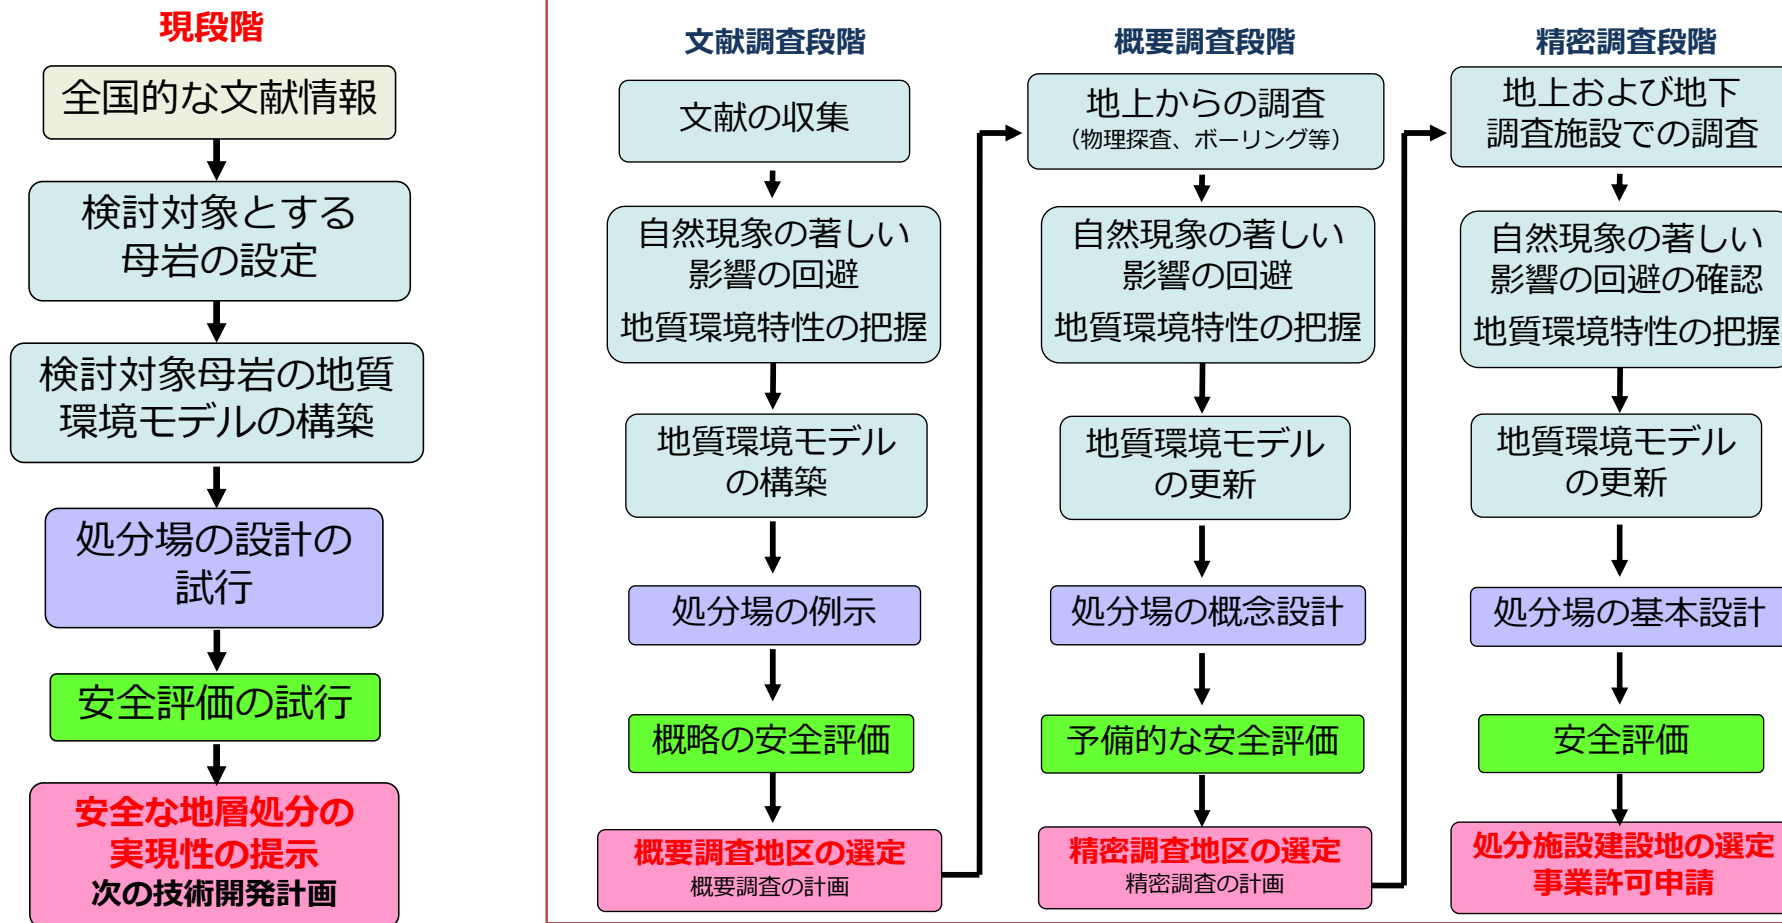 現段階
全国的な文献情報
検討対象とする
母岩の設定
検討対象母岩の地質
環境モデルの構築
処分場の設計の
試行
安全評価の試行
安全な地層処分の
実現性の提示
次の技術開発計画
文献調査段階
文献の収集
自然現象の著しい
影響の回避
地質環境特性の把握
地質環境モデル
の構築
処分場の例示
概略の安全評価
概要調査地区の選定
概要調査の計画
概要調査段階
地上からの調査
（物理探査、ボーリング等）
自然現象の著しい
影響の回避
地質環境特性の把握
地質環境モデル
の更新
処分場の概念設計
予備的な安全評価
精密調査地区の選定
精密調査の計画
精密調査段階
地上および地下
調査施設での調査
自然現象の著しい
影響の回避の確認
地質環境特性の把握
地質環境モデル
の更新
処分場の基本設計
安全評価
処分施設建設地の選定
事業許可申請